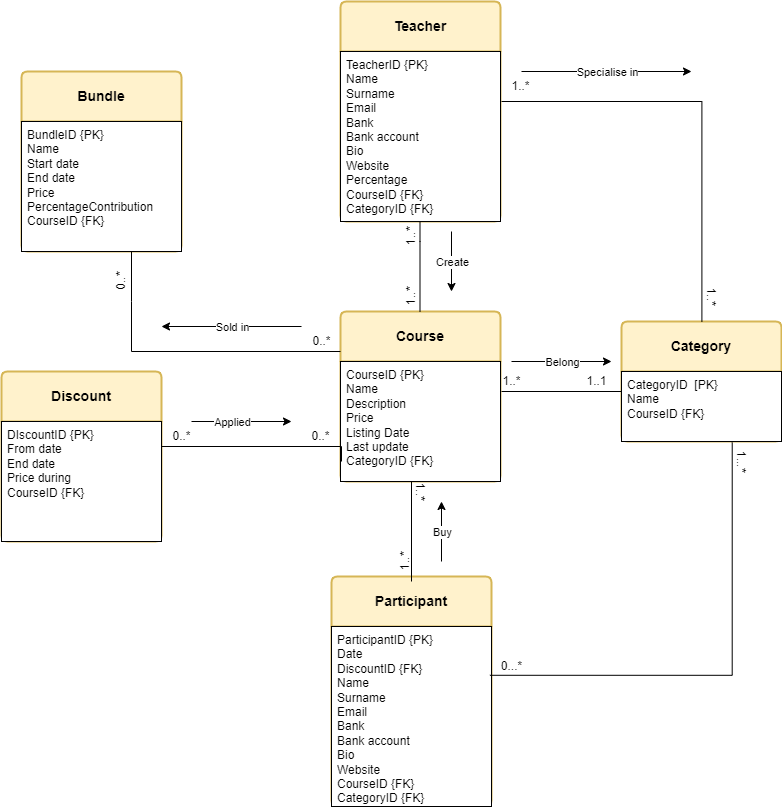 Teacher
TeacherID {PK}
Name
Surname
Email
Bank
Bank account
Bio
Website
Percentage
CourseID {FK}
CategoryID {FK}
Specialise in
1..*
1..*
Bundle
BundleID {PK}
Name
Start date
End date
Price
PercentageContribution
CourseID {FK}
0..*
Sold in
0..*
1..*
Create
1..*
Course
CourseID {PK}
Name
Description
Price
Listing Date
Last update
CategoryID {FK}
Belong
1..*
1..1
Category
CategoryID [PK}
Name
CourseID {FK}
Discount
DIscountID {PK}
From date
End date
Price during
CourseID {FK}
Applied
0..*
0..*
1..*
Buy
1..*
1...*
0...*
Participant
ParticipantID {PK}
Date
DiscountID {FK}
Name
Surname
Email
Bank
Bank account
Bio
Website
CourseID {FK}
CategoryID {FK}